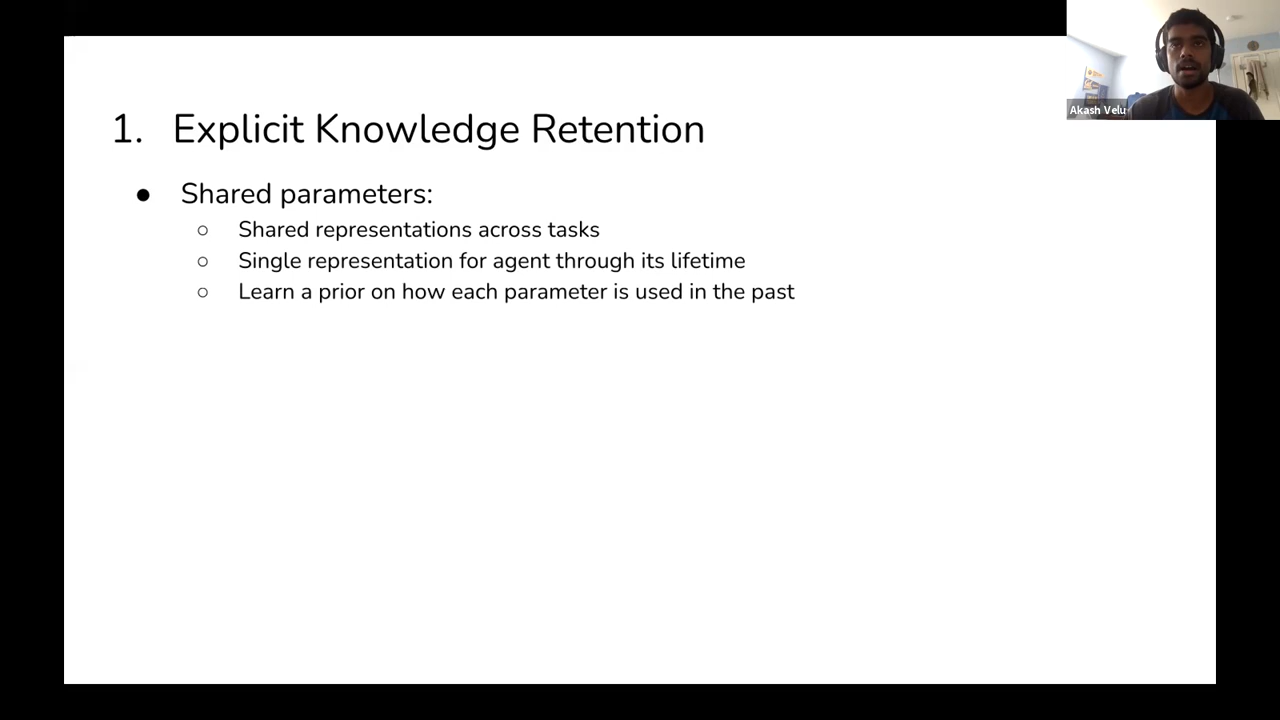 1. Explicit Knowledge Retention
● Shared parameters:
○ Shared representations across tasks
○ Single representation for agent through its lifetime
○ Learn a prior on how each parameter is used in the past
Akash Velu